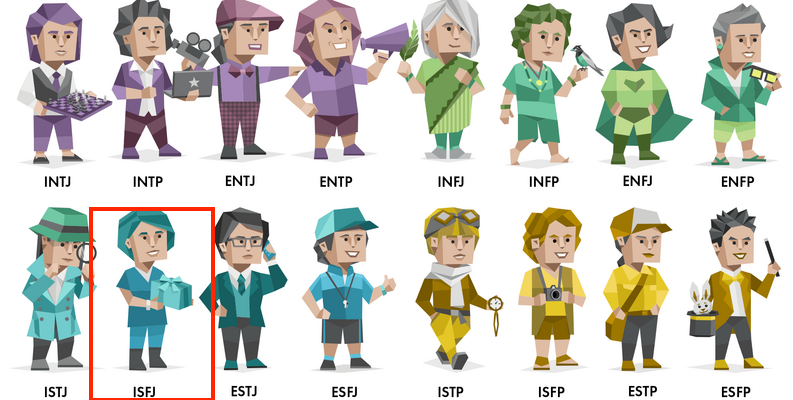 INTJ INTP ENTJ ENTP INFJ INFP ENFJ ENFP
ISTJ ISFJ ESTJ ESFJ ISTP ISFP ESTP ESFP